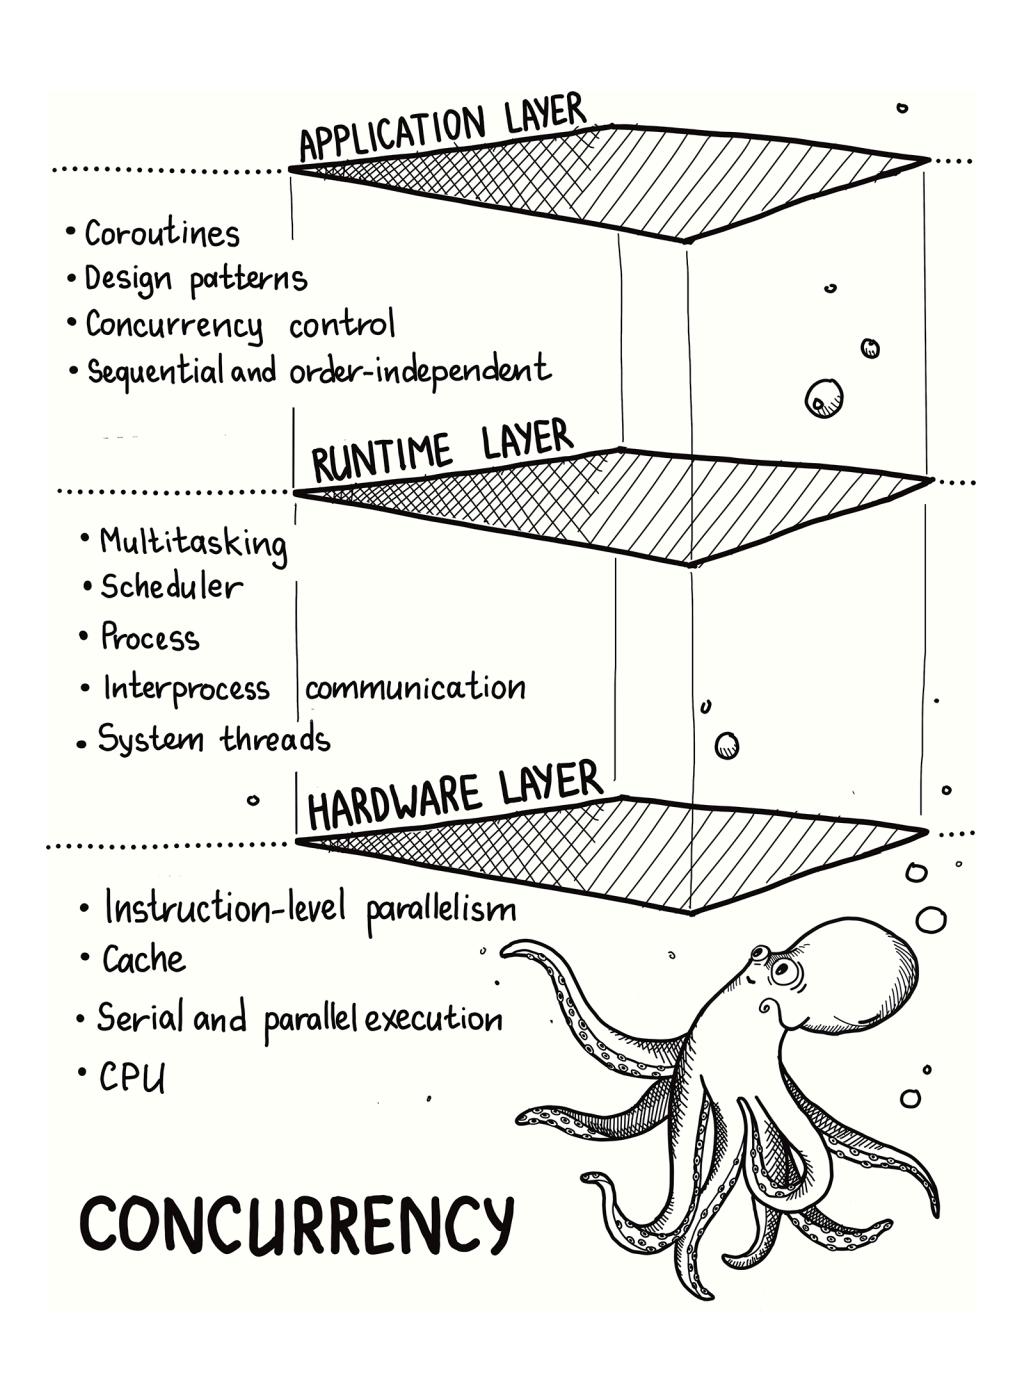 APPLICATION LAYER
• Coroutines
• Design patterns
• Concurrency control
• Sequential and order-independent
RUNTIME LAYER
• Multitasking
• Scheduler
• Process
• Interprocess communication
• System threads
HARDWARE LAYER
• Instruction-level parallelism
• Cache
• Serial and parallel execution
• CPU
CONCURRENCY